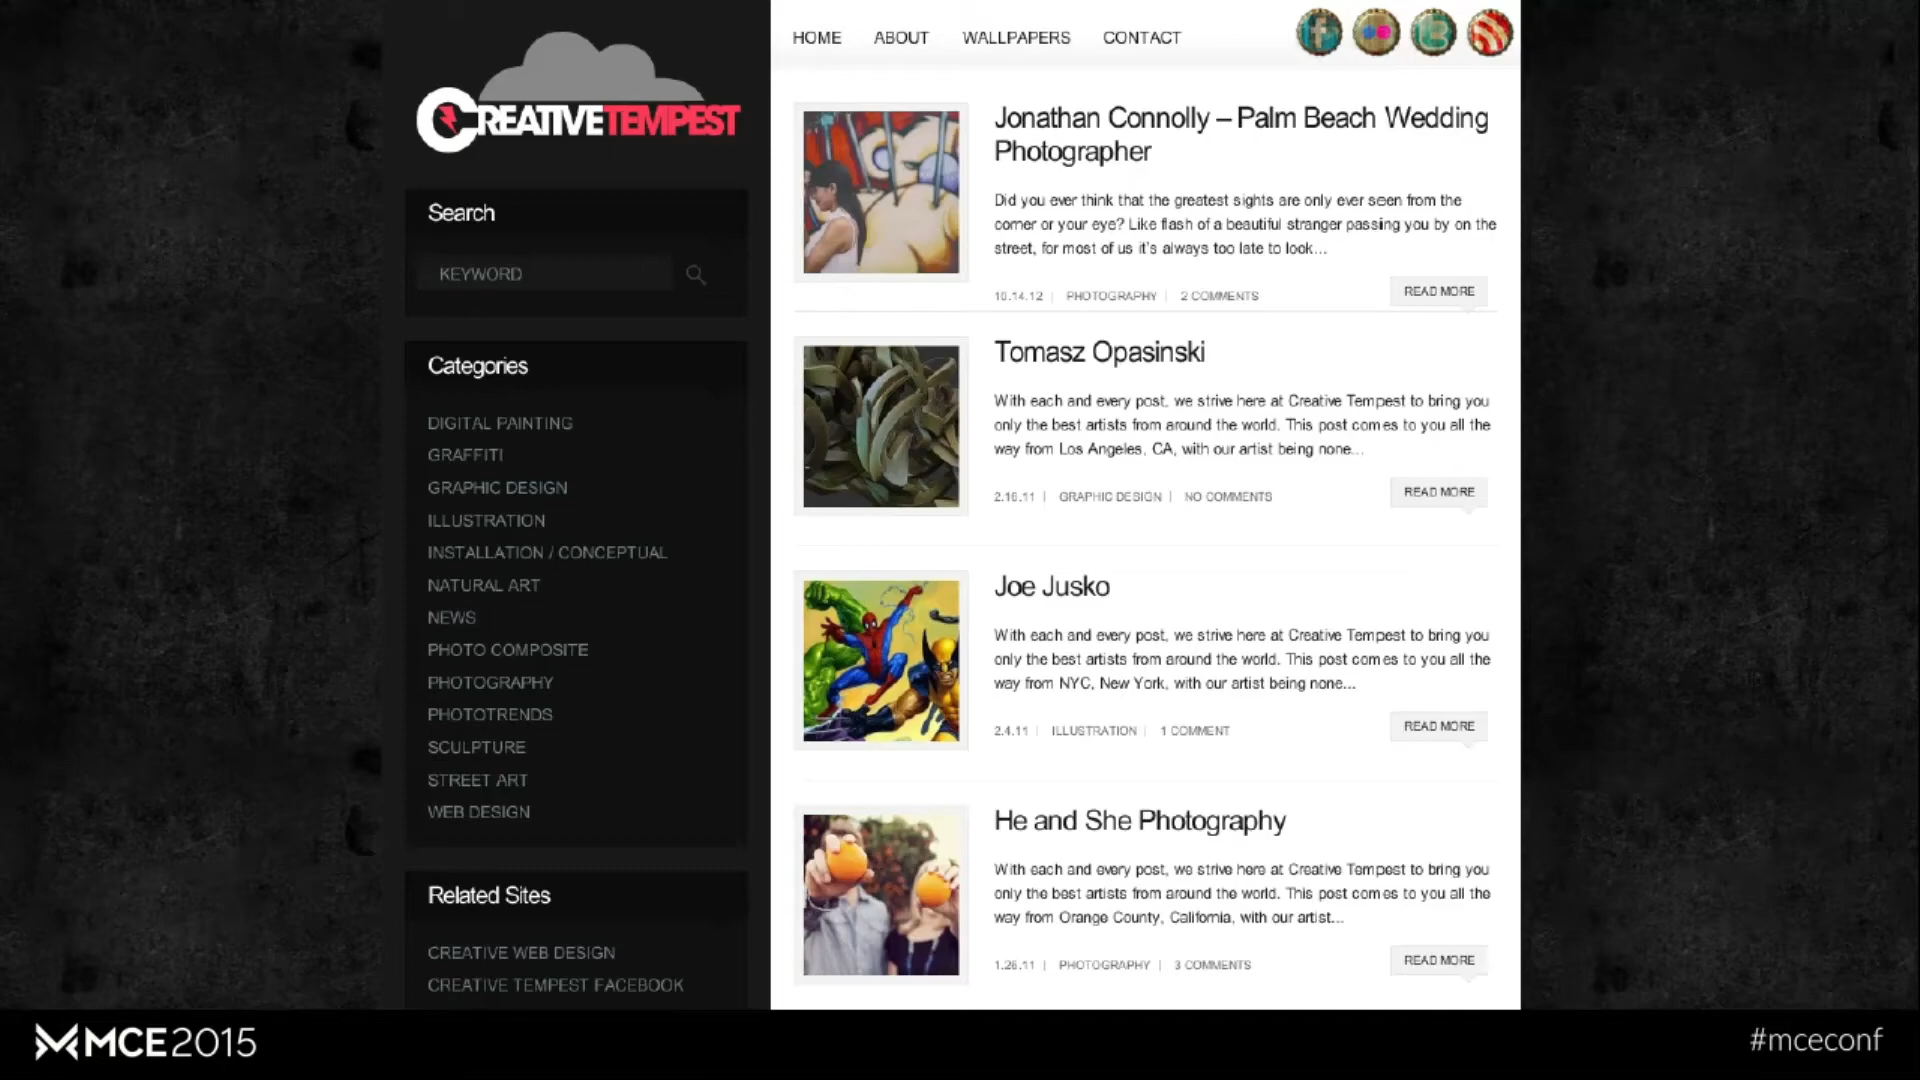 CREATIVETEMPEST
Search
KEYWORD
Categories
DIGITAL PAINTING
GRAFFITI
GRAPHIC DESIGN
ILLUSTRATION
INSTALLATION / CONCEPTUAL
NATURAL ART
NEWS
PHOTO COMPOSITE
PHOTOGRAPHY
PHOTOTRENDS
SCULPTURE
STREET ART
WEB DESIGN
Related Sites
CREATIVE WEB DESIGN
CREATIVE TEMPEST FACEBOOK
HOME ABOUT WALLPAPERS CONTACT
Jonathan Connolly – Palm Beach Wedding
Photographer
Did you ever think that the greatest sights are only ever seen from the
corner or your eye? Like flash of a beautiful stranger passing you by on the
street, for most of us it's always too late to look...
10.14.12 | PHOTOGRAPHY | 2 COMMENTS
READ MORE
Tomasz Opasinski
With each and every post, we strive here at Creative Tempest to bring you
only the best artists from around the world. This post comes to you all the
way from Los Angeles, CA, with our artist being none...
2.16.11 | GRAPHIC DESIGN | NO COMMENTS
READ MORE
Joe Jusko
With each and every post, we strive here at Creative Tempest to bring you
only the best artists from around the world. This post comes to you all the
way from NYC, New York, with our artist being none...
2.4.11 | ILLUSTRATION | 1 COMMENT
READ MORE
He and She Photography
With each and every post, we strive here at Creative Tempest to bring you
only the best artists from around the world. This post comes to you all the
way from Orange County, California, with our artist...
1.26.11 | PHOTOGRAPHY | 3 COMMENTS
READ MORE
MCE2015
#mceconf